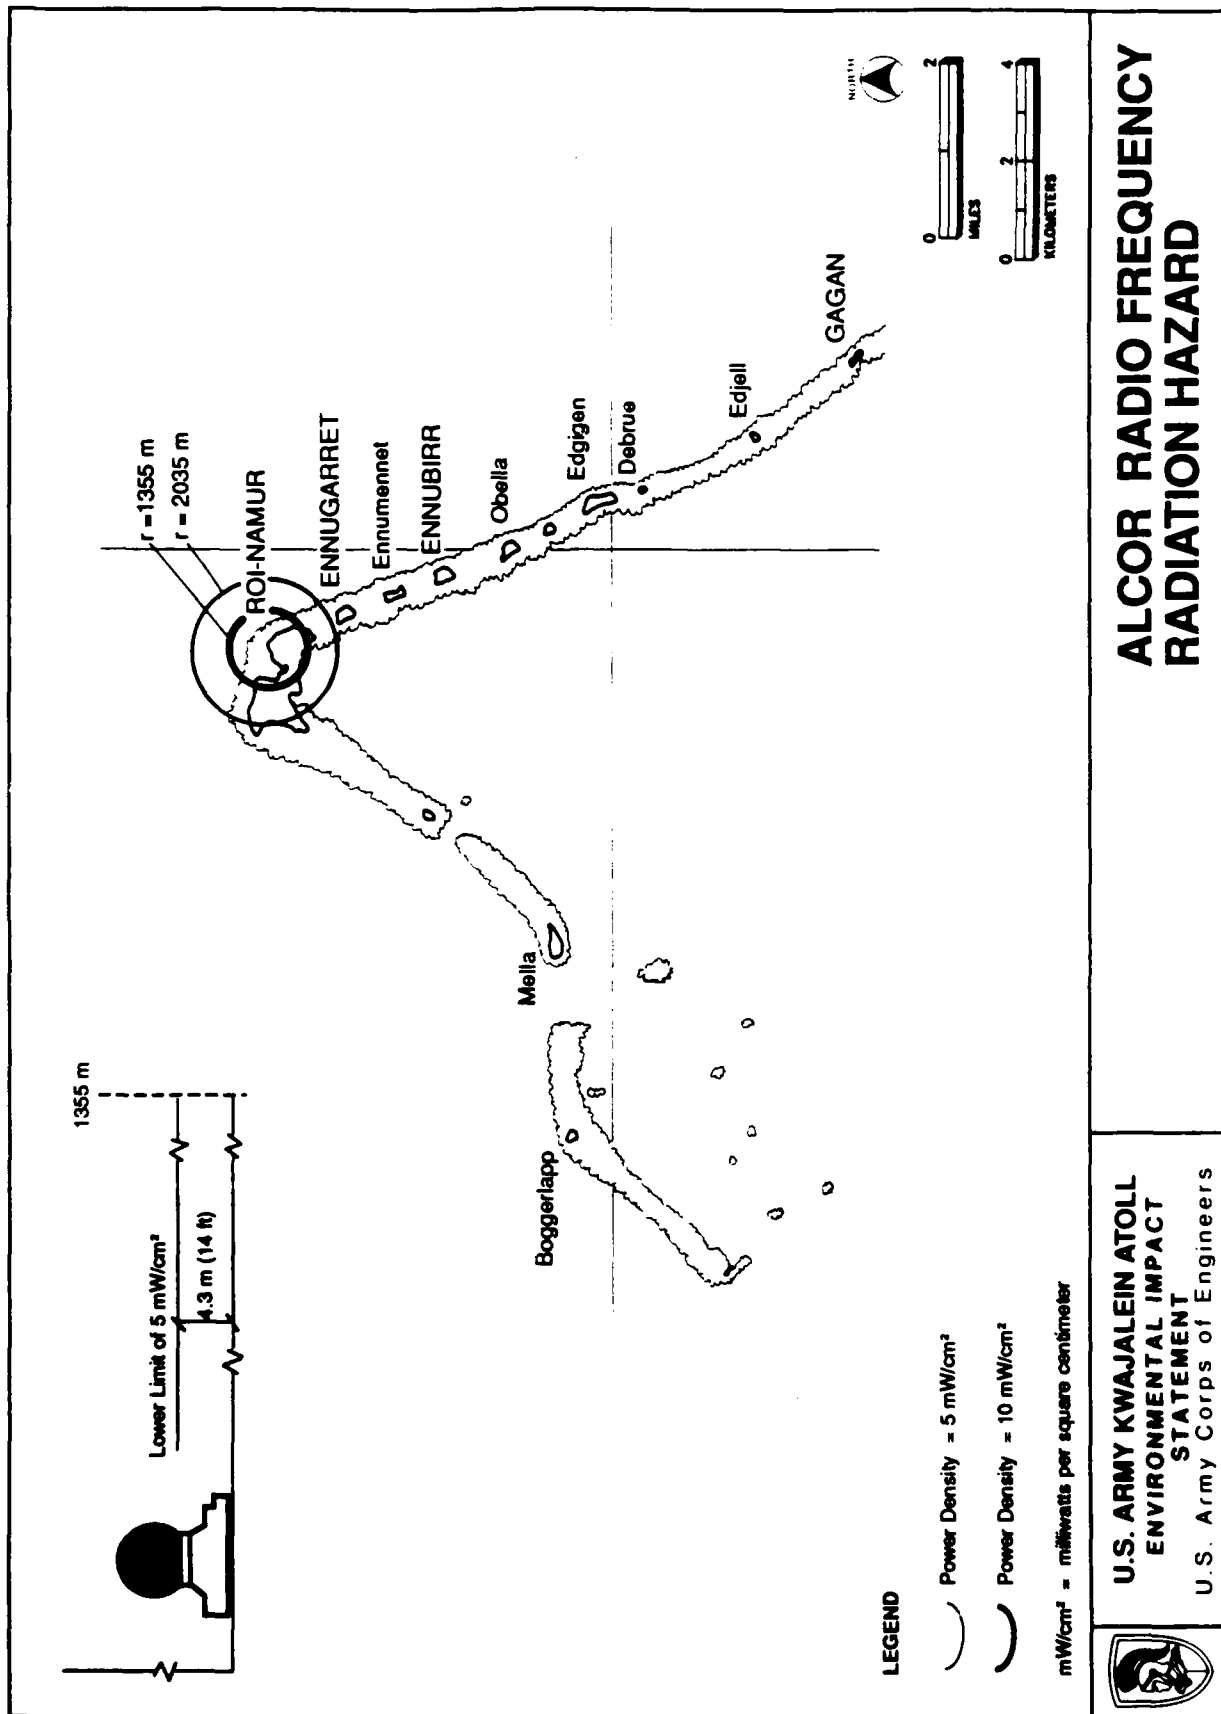 1355 m
Lower Limit of 5 mW/cm²
4.3 m (14 ft)
r = 1355 m
r = 2035 m
ROI-NAMUR
ENNUGARRET
Ennumennet
ENNUBIRR
Obella
Edgigen
Debrue
Edjell
GAGAN
Mella
8
Boggerlapp
NORTH
0 2
MILES
0 2 4
KILOMETERS
LEGEND
Power Density = 5 mW/cm²
Power Density = 10 mW/cm²
mW/cm² = milliwatts per square centimeter
U.S. ARMY KWAJALEIN ATOLL
ENVIRONMENTAL IMPACT
STATEMENT
U.S. Army Corps of Engineers
ALCOR RADIO FREQUENCY
RADIATION HAZARD